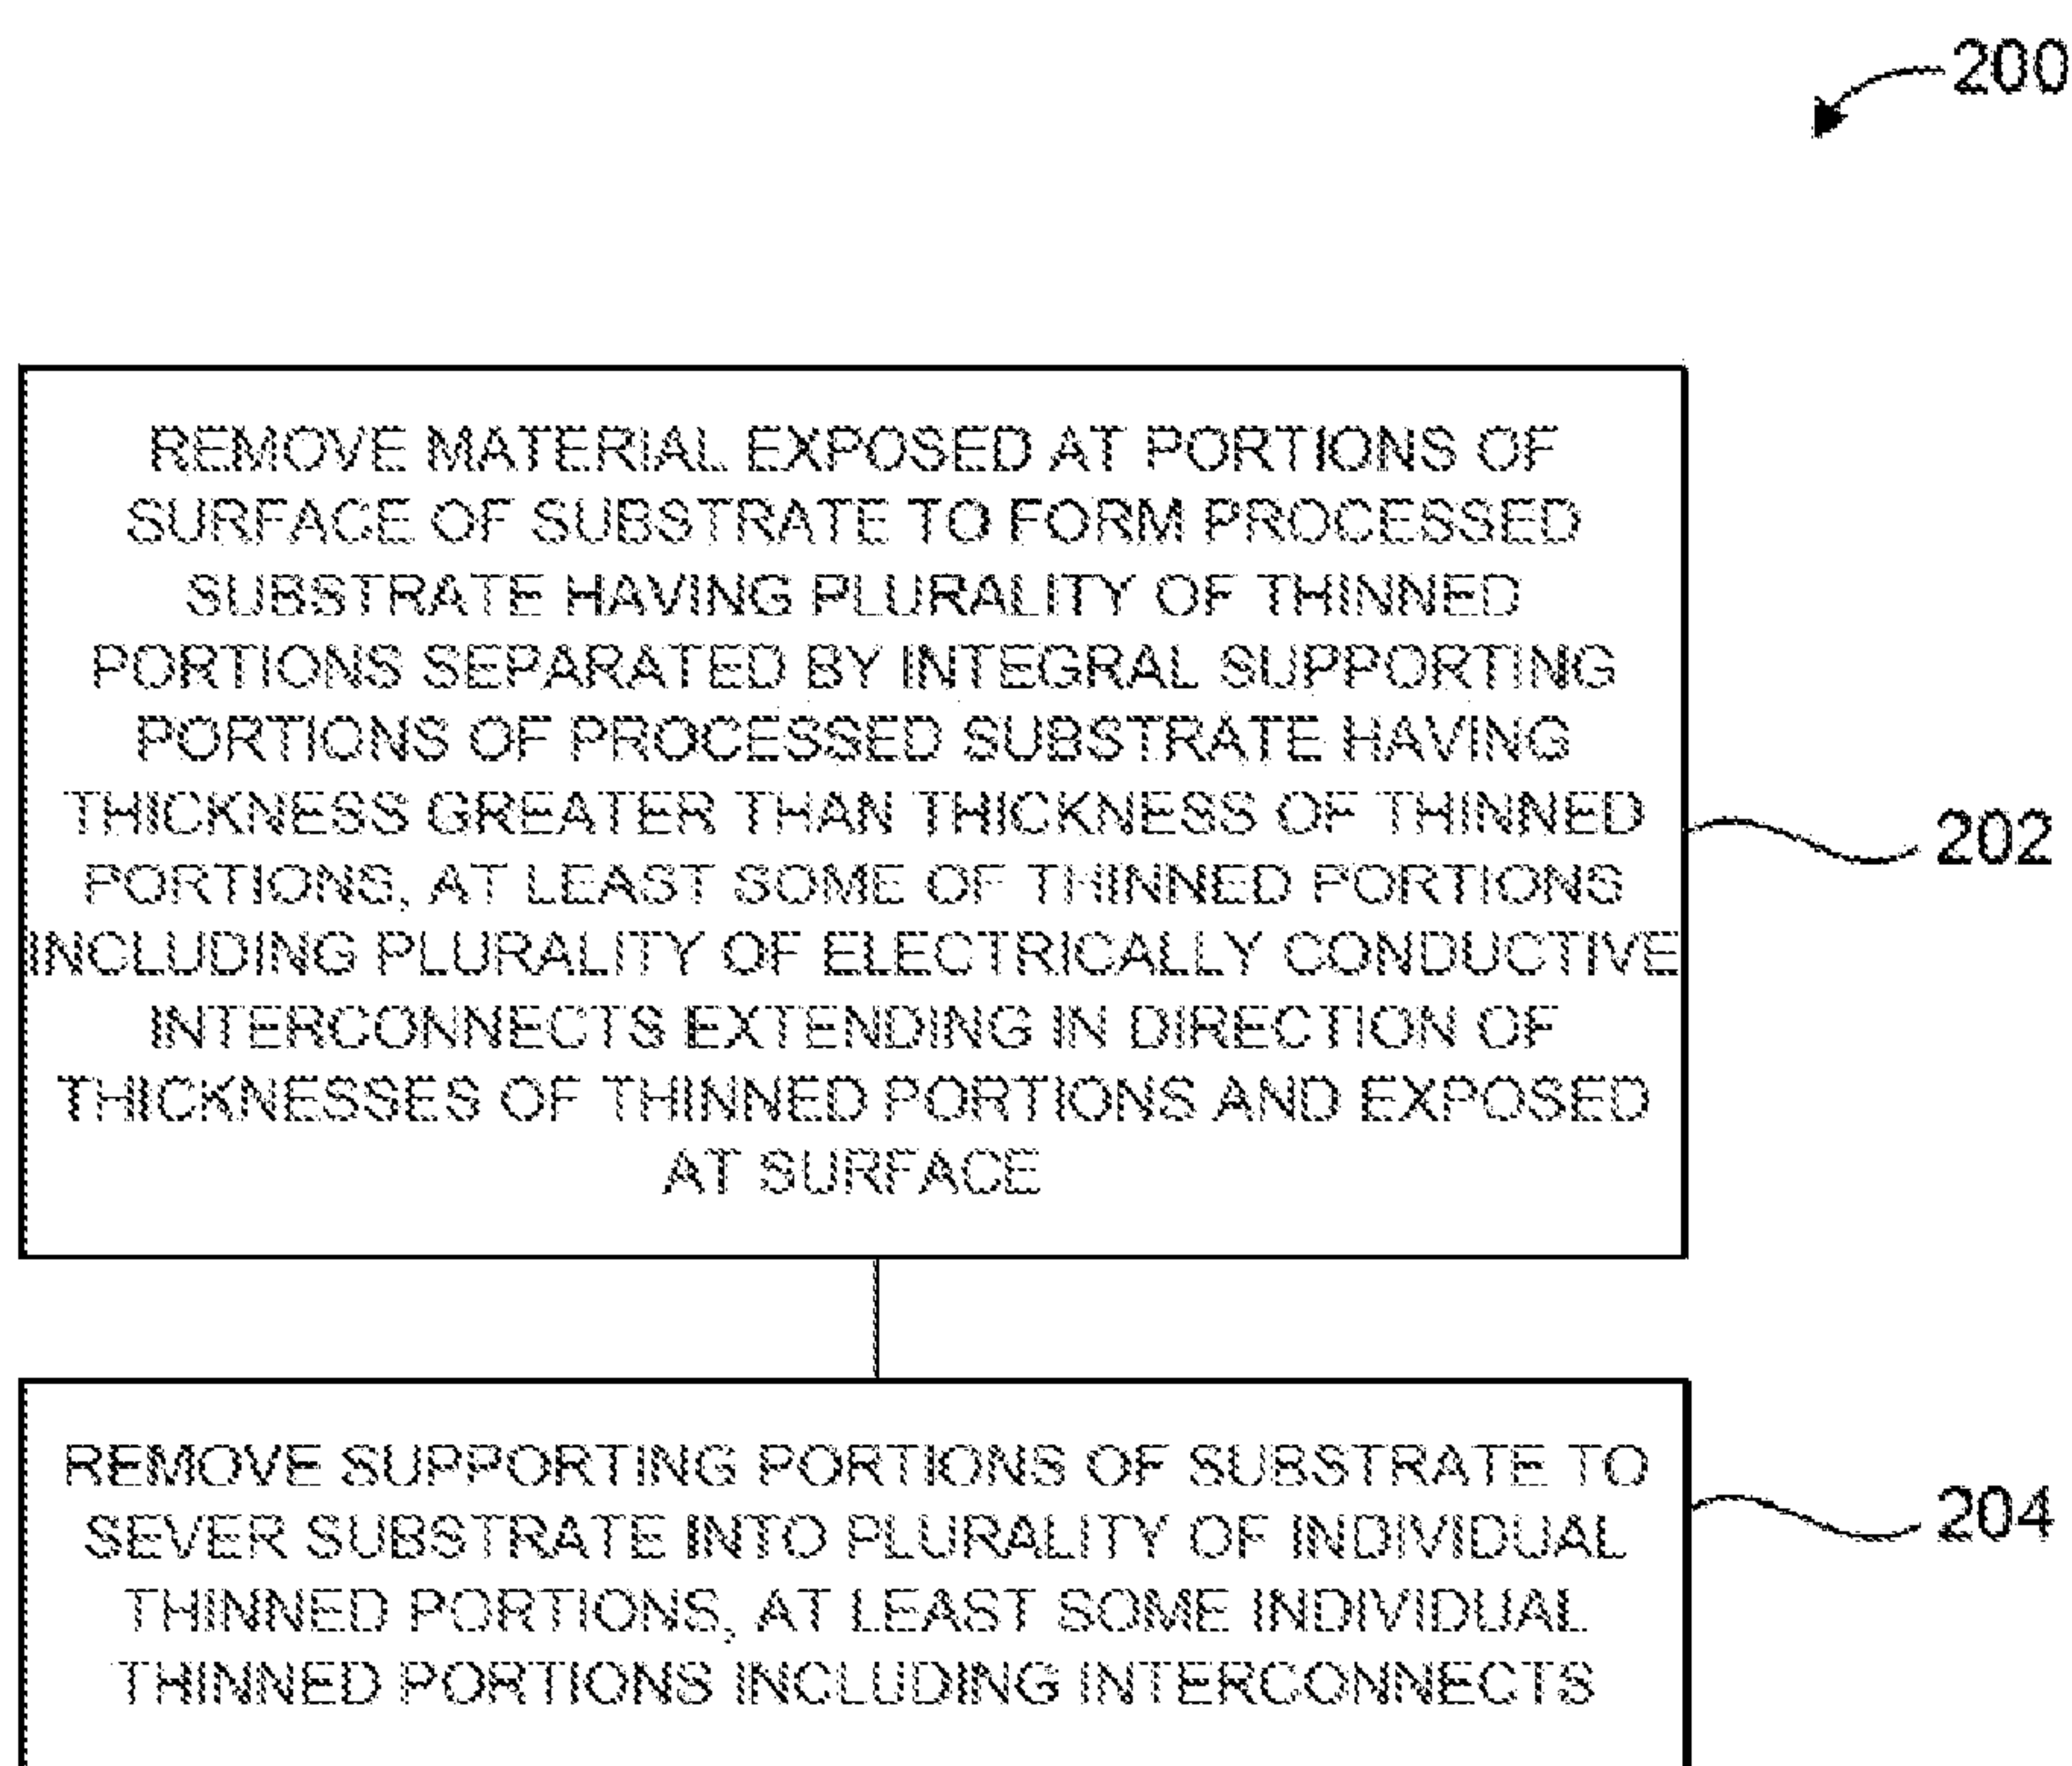 200
REMOVE MATERIAL EXPOSED AT PORTIONS OF
SURFACE OF SUBSTRATE TO FORM PROCESSED
SUBSTRATE HAVING PLURALITY OF THINNED
PORTIONS SEPARATED BY INTEGRAL SUPPORTING
PORTIONS OF PROCESSED SUBSTRATE HAVING
THICKNESS GREATER THAN THICKNESS OF THINNED
PORTIONS, AT LEAST SOME OF THINNED PORTIONS
INCLUDING PLURALITY OF ELECTRICALLY CONDUCTIVE
INTERCONNECTS EXTENDING IN DIRECTION OF
THICKNESSES OF THINNED PORTIONS AND EXPOSED
AT SURFACE
202
REMOVE SUPPORTING PORTIONS OF SUBSTRATE TO
SEVER SUBSTRATE INTO PLURALITY OF INDIVIDUAL
THINNED PORTIONS, AT LEAST SOME INDIVIDUAL
THINNED PORTIONS INCLUDING INTERCONNECTS
204